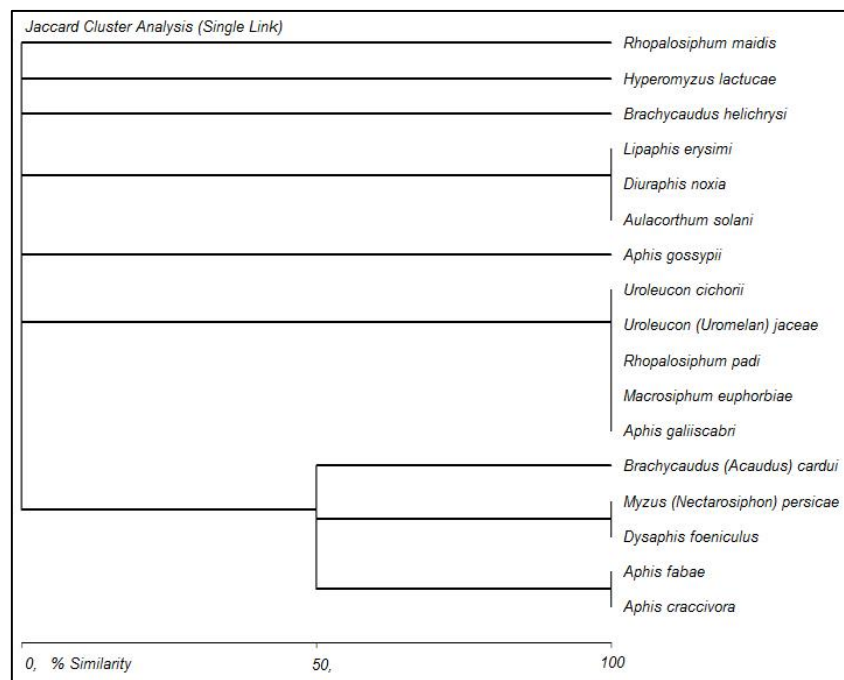 Jaccard Cluster Analysis (Single Link)
Rhopalosiphum maidis
Hyperomyzus lactucae
Brachycaudus helichrysi
Lipaphis erysimi
Diuraphis noxia
Aulacorthum solani
Aphis gossypii
Uroleucon cichorii
Uroleucon (Uromelan) jaceae
Rhopalosiphum padi
Macrosiphum euphorbiae
Aphis galiiscabri
Brachycaudus (Acaudus) cardui
Myzus (Nectarosiphon) persicae
Dysaphis foeniculus
Aphis fabae
Aphis craccivora
0, % Similarity 50, 100